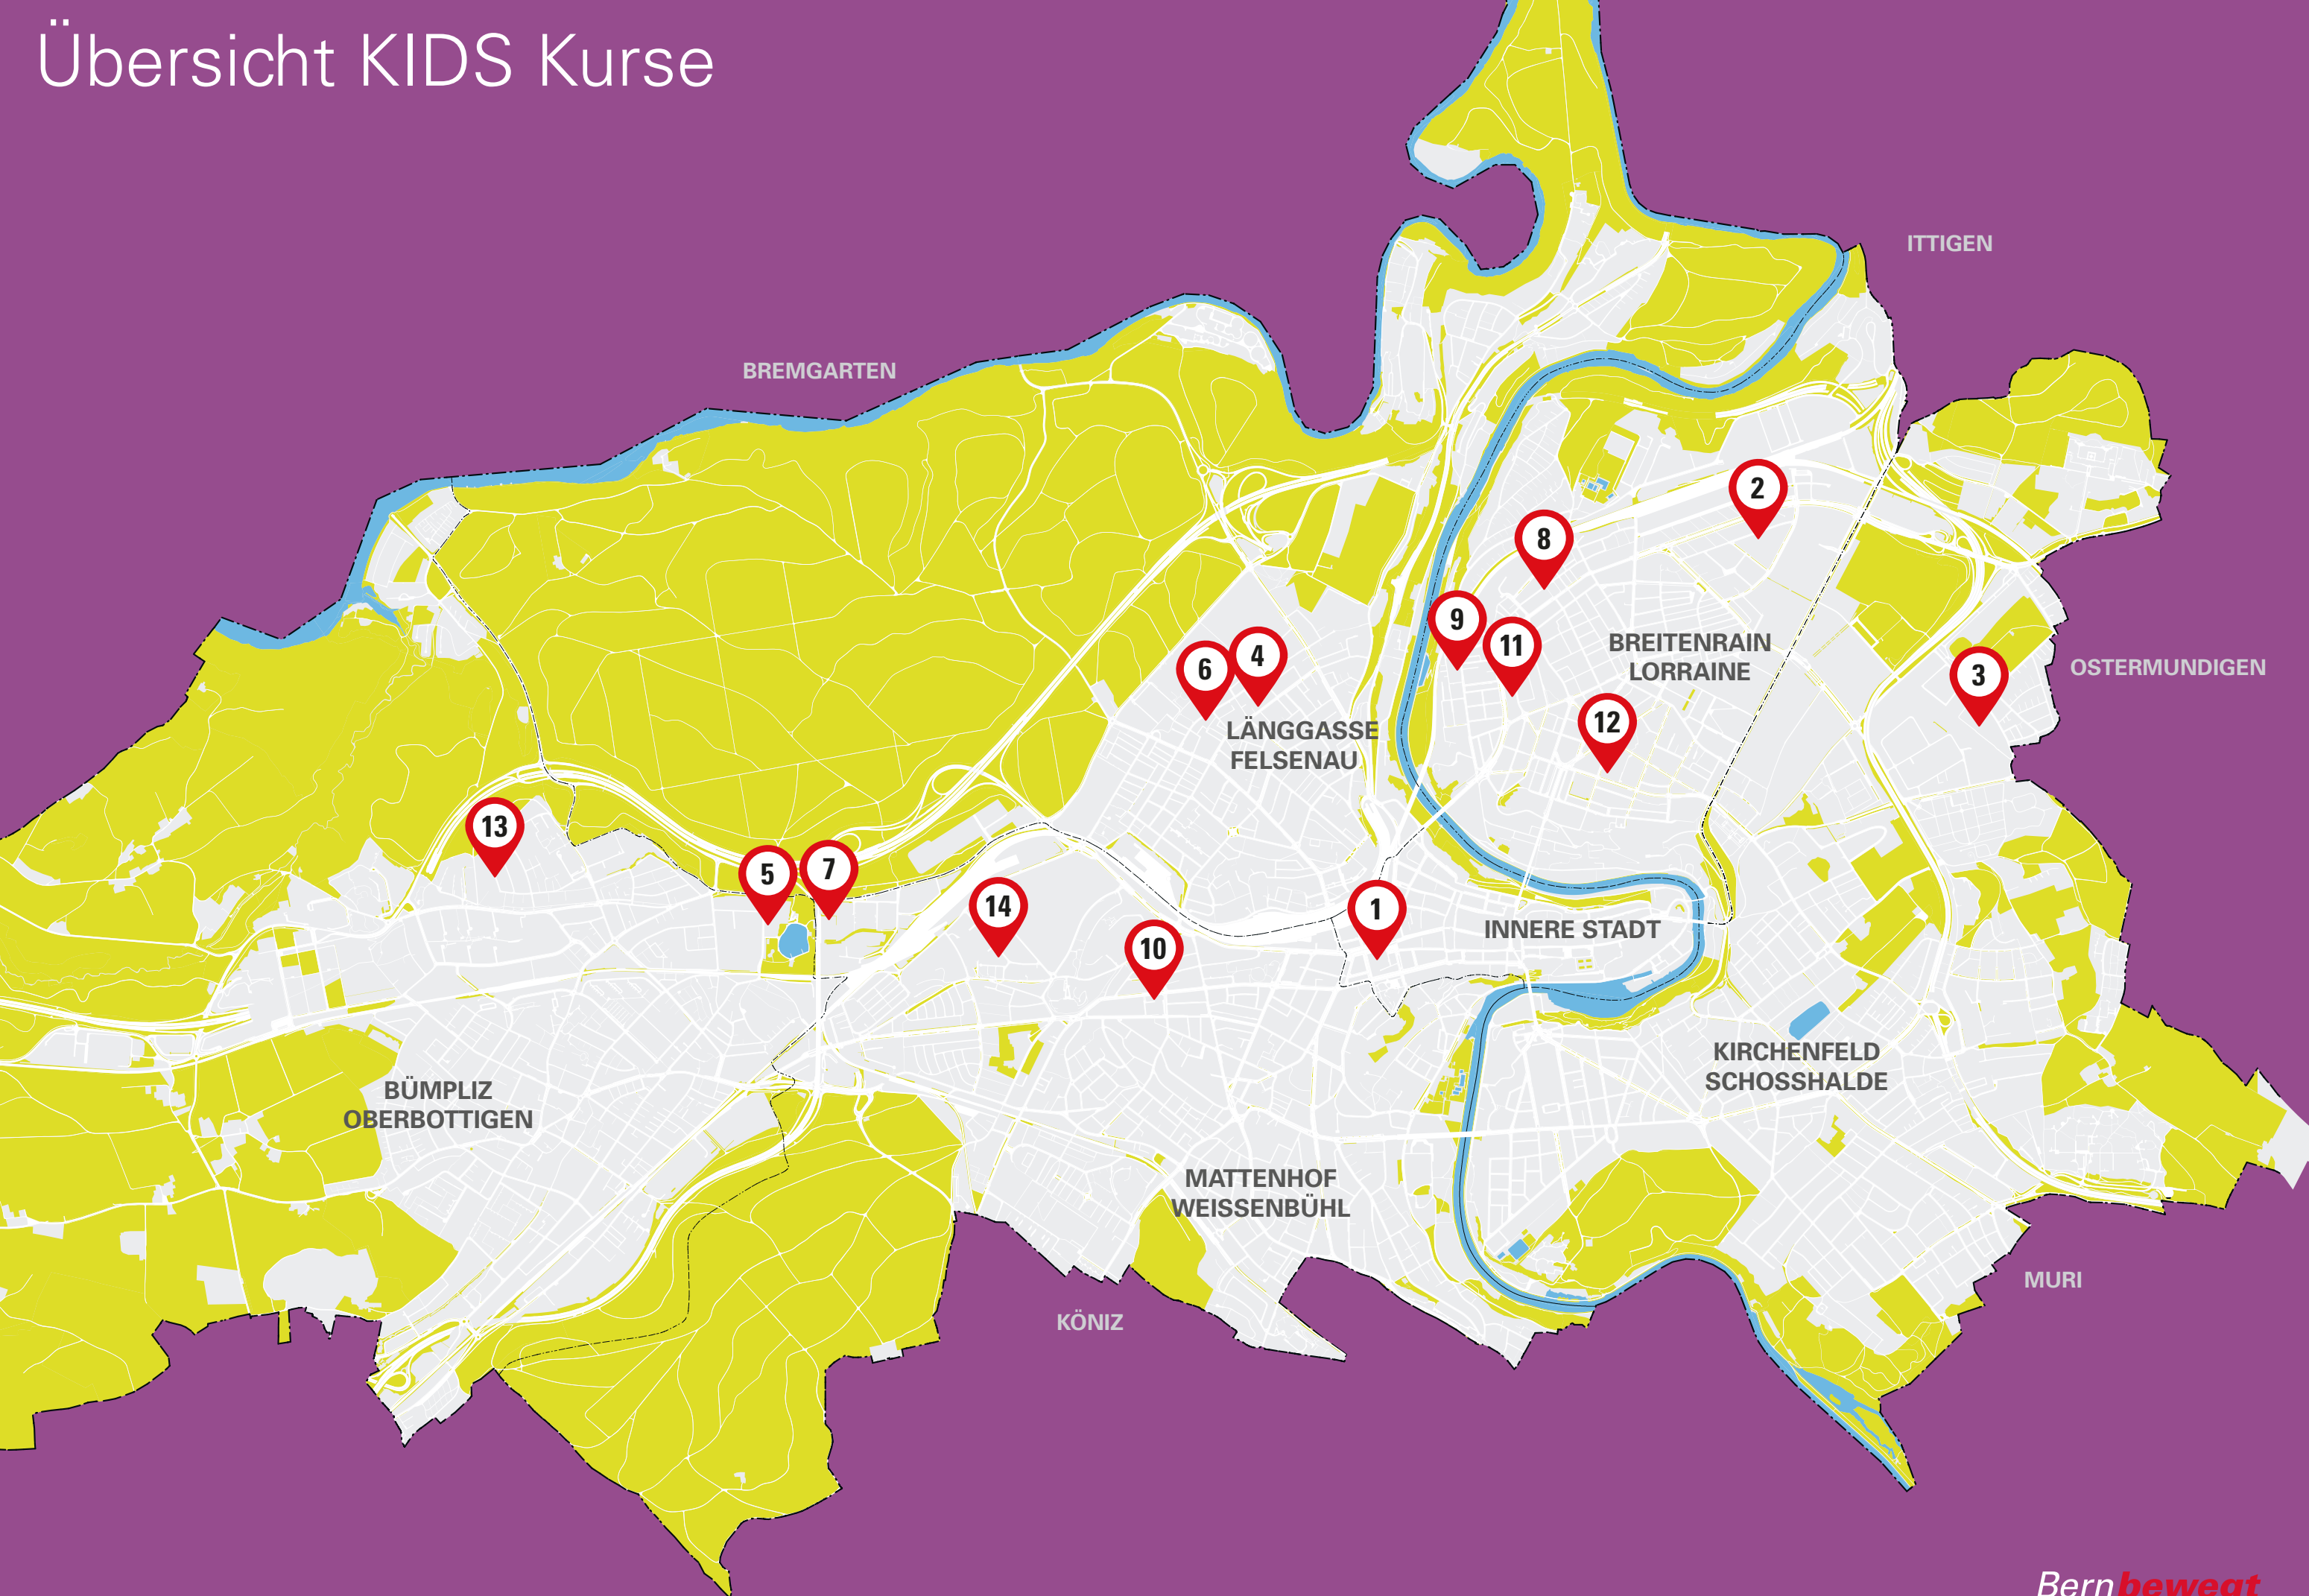 Übersicht KIDS Kurse
ITTIGEN
BREMGARTEN
2
8
9
11
BREITENRAIN
LORRAINE
6
4
3
OSTERMUNDIGEN
12
LÄNGGASSE
FELSENAU
13
5
7
14
10
1
INNERE STADT
KIRCHENFELD
SCHOSSHALDE
BÜMPLIZ
OBERBOTTIGEN
MATTENHOF
WEISSENBÜHL
MURI
KÖNIZ
Bernbewegt